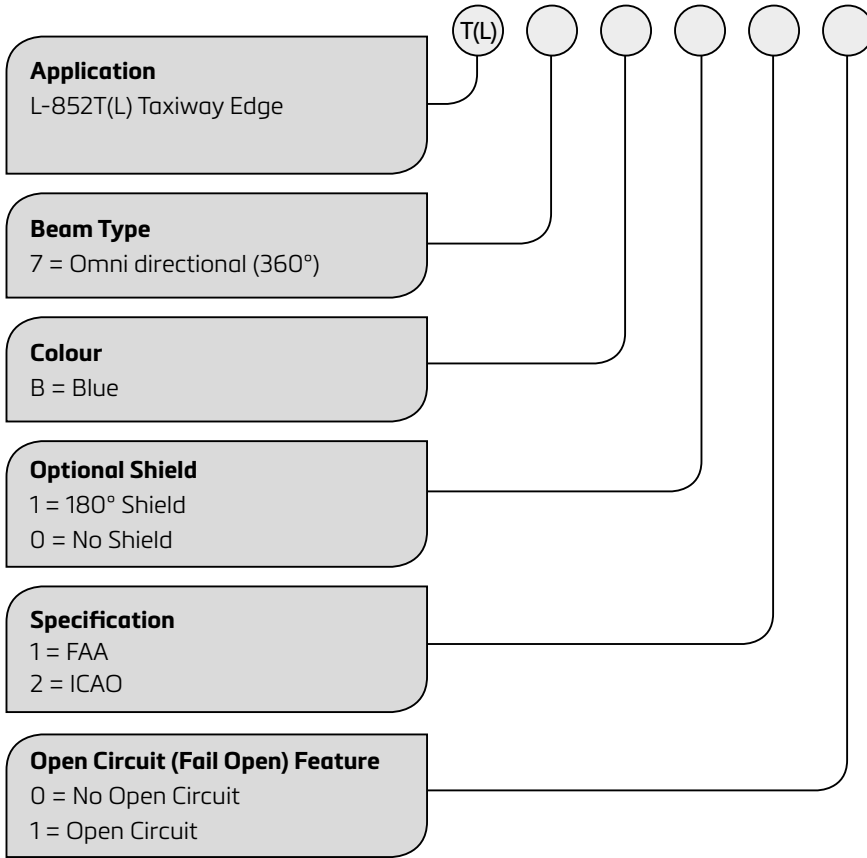 T(L)
Application
L-852T(L) Taxiway Edge
Beam Type
7 = Omni directional (360°)
Colour
B = Blue
Optional Shield
1 = 180° Shield
0 = No Shield
Specification
1 = FAA
2 = ICAO
Open Circuit (Fail Open) Feature
0 = No Open Circuit
1 = Open Circuit